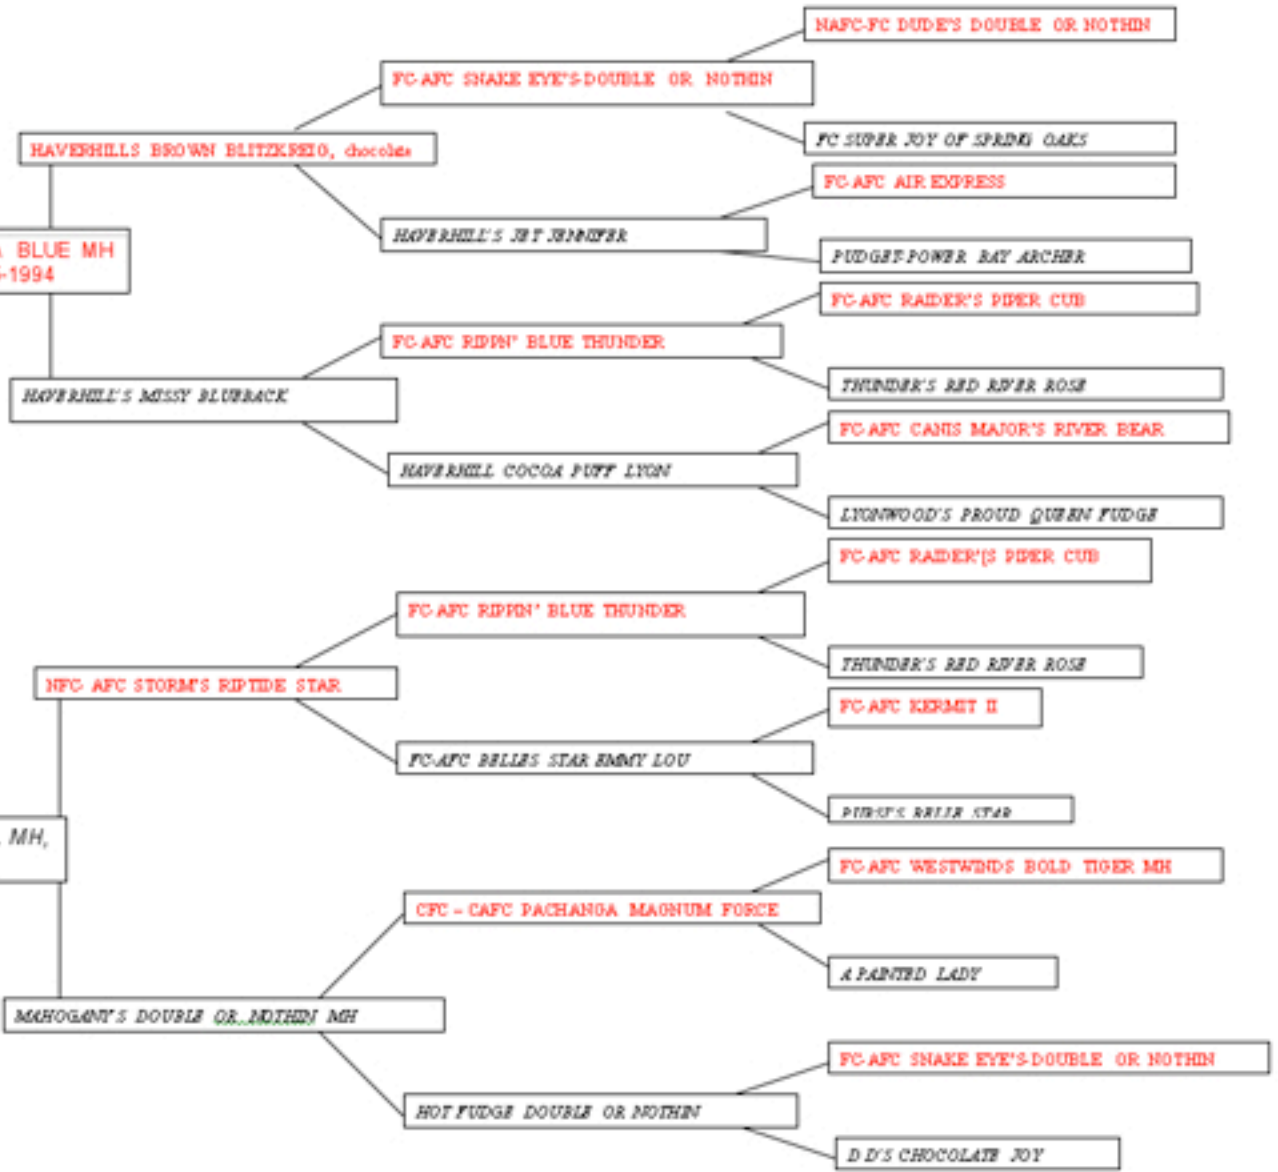 NAFC-FC DUDE'S DOUBLE OR NOTHIN
FC-AFC SNAKE EYE'S-DOUBLE OR NOTHIN
FC SUPER JOY OF SPRING OAKS
HAVERHILLS BROWN BLITZKREIG, chocolate
FC-AFC AIR EXPRESS
HAVERHILL'S JET JENNIFER
PUDGET-POWER BAY ARCHER
BLUE MH
-1994
FC-AFC RAIDER'S PIPER CUB
FC-AFC RIPPN' BLUE THUNDER
THUNDER'S RED RIVER ROSE
HAVERHILL'S MISSY BLUEBACK
FC-AFC CANIS MAJOR'S RIVER BEAR
HAVERHILL COCOA PUFF LYON
LYONWOOD'S PROUD QUEEN FUDGE
FC-AFC RAIDER'[S PIPER CUB
FC-AFC RIPPIN' BLUE THUNDER
THUNDER'S RED RIVER ROSE
NFC- AFC STORM'S RIPTIDE STAR
FC-AFC KERMIT II
FC-AFC BELLES STAR EMMY LOU
BELLE STAR
MH,
FC-AFC WESTWINDS BOLD TIGER MH
CFC – CAFC PACHANGA MAGNUM FORCE
A PAINTED LADY
MAHOGANY'S DOUBLE OR NOTHIN MH
FC-AFC SNAKE EYE'S-DOUBLE OR NOTHIN
HOT FUDGE DOUBLE OR NOTHIN
D D'S CHOCOLATE JOY